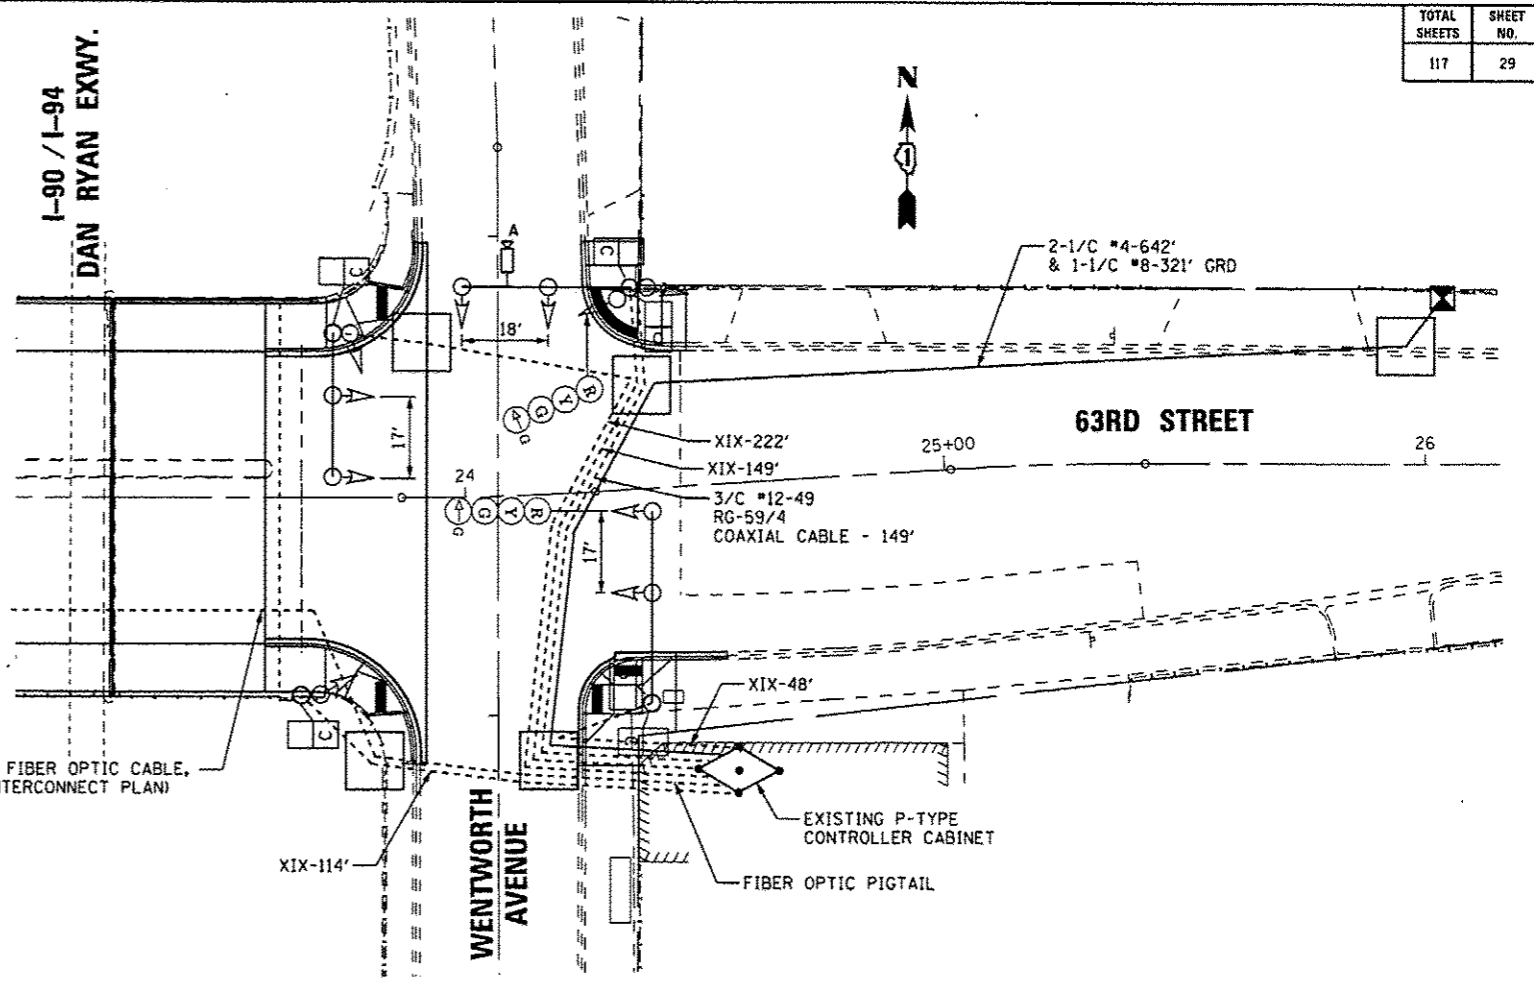 TOTAL SHEETS
SHEET NO.
117
29
I-90 / I-94
DAN RYAN EXWY.
N
1
A
C
C
2-1/C #4-642'
& 1-1/C #8-321' GRD
18'
17'
R
Y
G
G
63RD STREET
XIX-222'
XIX-149'
3/C #12-49
RG-59/4
COAXIAL CABLE - 149'
24
25+00
26
G
Y
R
G
17'
XIX-48'
C
FIBER OPTIC CABLE,
TERCONNECT PLAN)
XIX-114'
WENTWORTH
AVENUE
EXISTING P-TYPE
CONTROLLER CABINET
FIBER OPTIC PIGTAIL